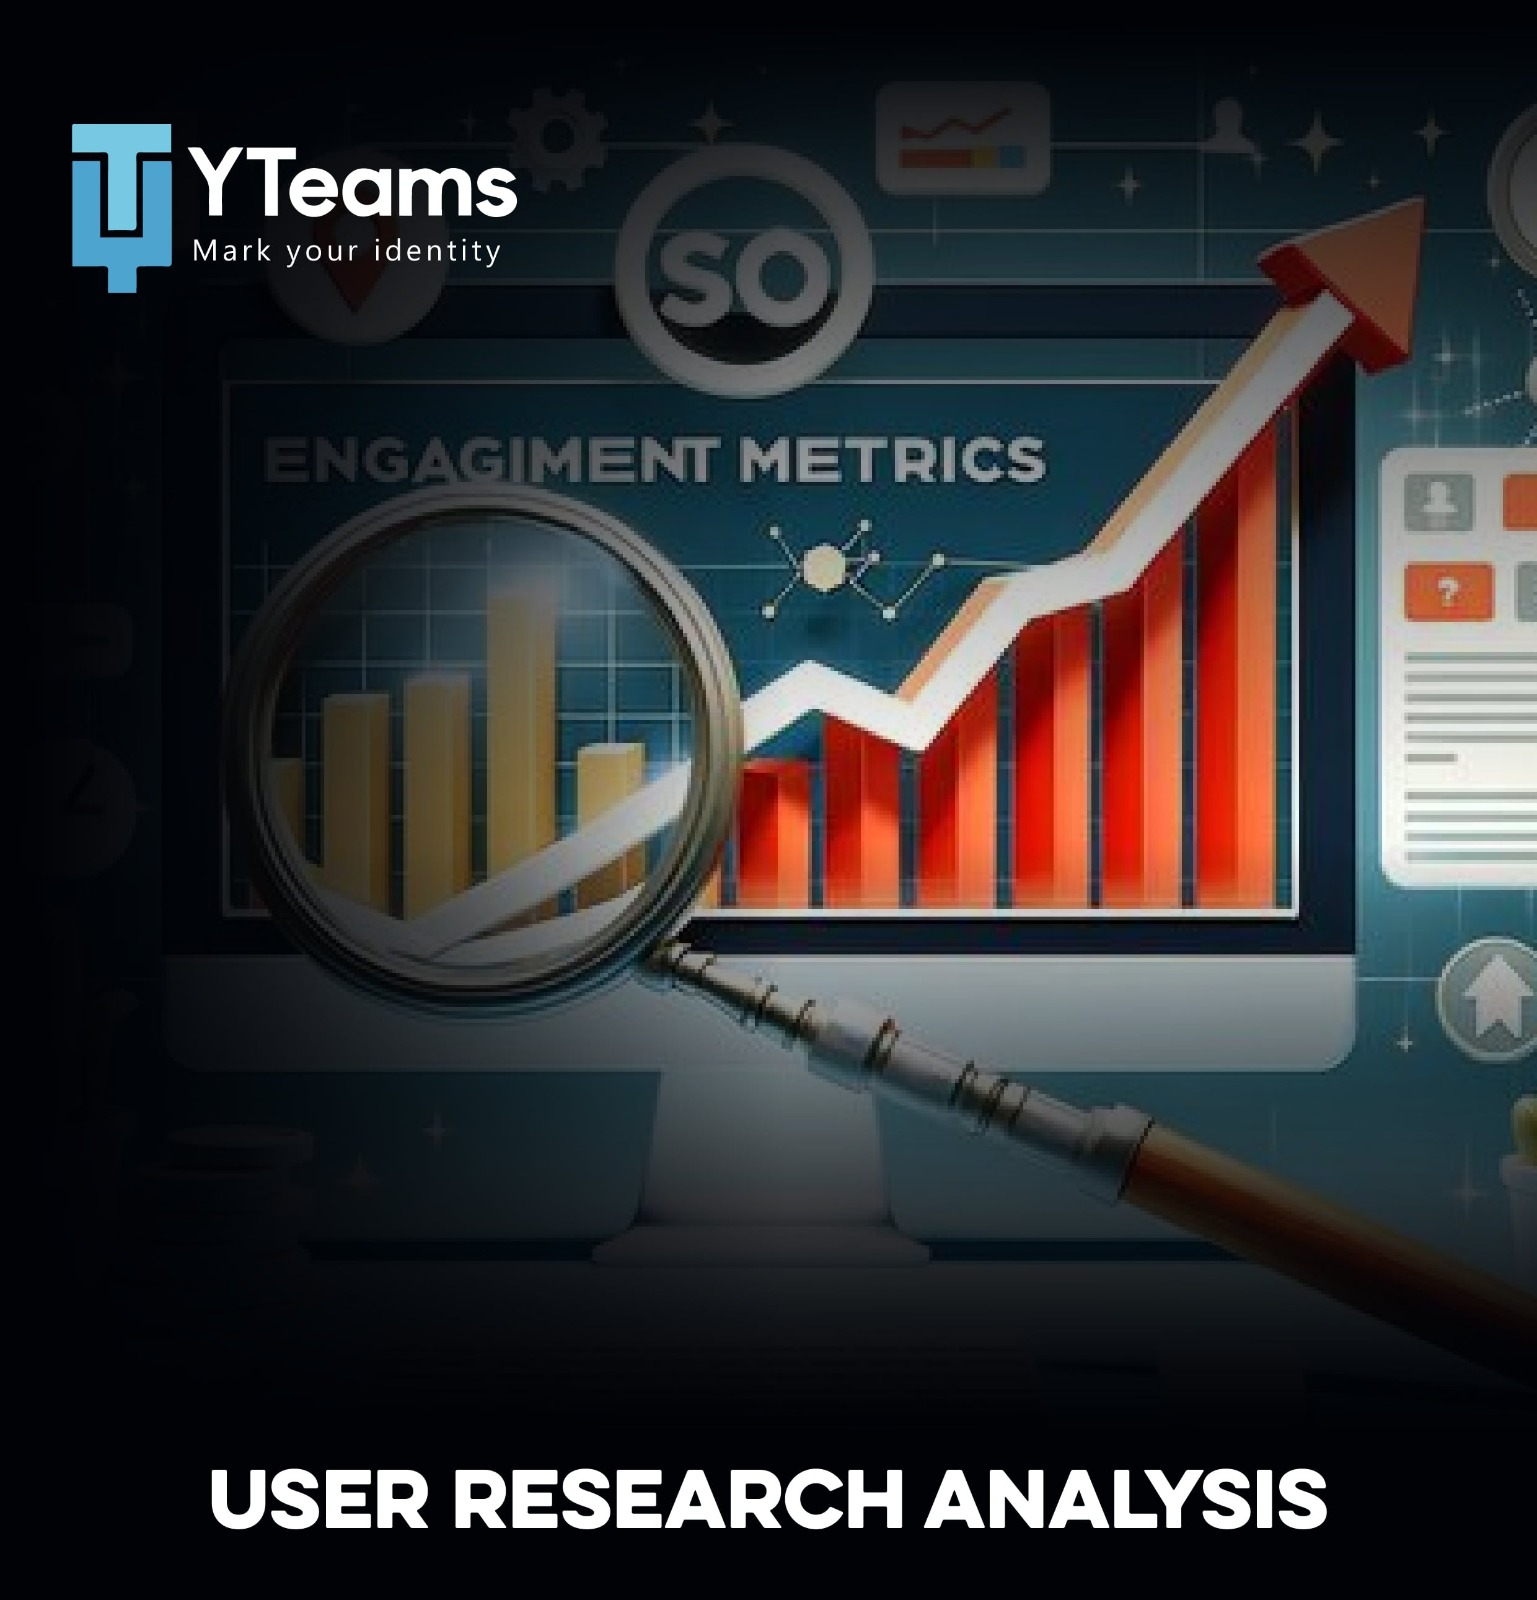 YTeams
Mark your identity
SO
ENGAGIMENT METRICS
?
USER RESEARCH ANALYSIS